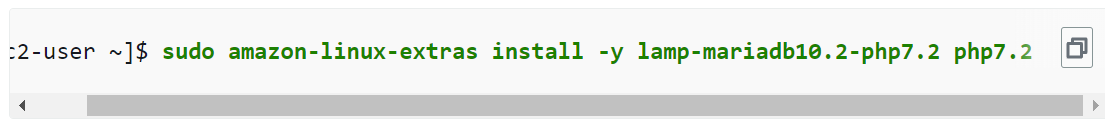 c2-user ~]$ sudo amazon-linux-extras install -y lamp-mariadb10.2-php7.2 php7.2